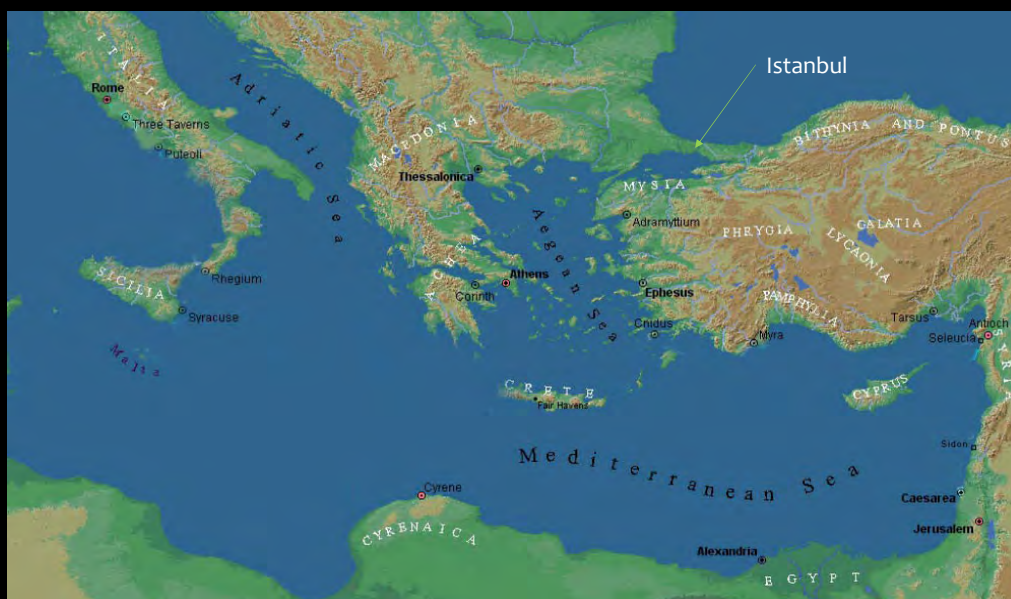 Istanbul
ITALIA
Rome
Three Taverns
Puteoli
Adriatic Sea
MACEDONIA
Thessalonica
BITHYNIA AND PONTUS
MYSIA
Adramyttium
PHRYGIA
GALATIA
LYCAONIA
Aegean Sea
ACHEA
Athens
Corinth
Ephesus
Rhegium
SICILIA
Syracuse
Malta
PAMPHYLIA
Cnidus
Myra
Tarsus
Antioch
Seleucia
SYRIA
CRETE
Fair Havens
CYPRUS
Sidon
Mediterranean Sea
Cyrene
CYRENAICA
Caesarea
Jerusalem
Alexandria
EGYPT